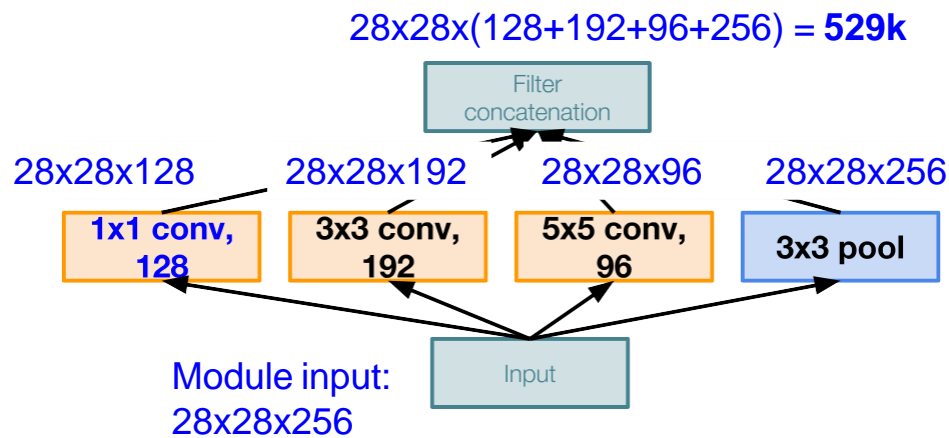 28x28x(128+192+96+256) = 529k
Filter
concatenation
28x28x128
28x28x192
28x28x96
28x28x256
1x1 conv,
128
3x3 conv,
192
5x5 conv,
96
3x3 pool
Input
Module input:
28x28x256